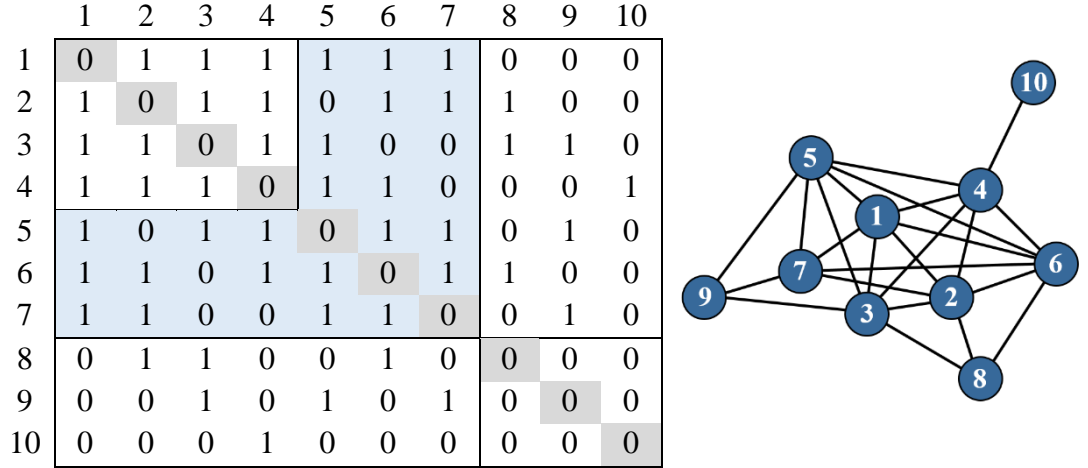 1 2 3 4 5 6 7 8 9 10
1 0 1 1 1 1 1 1 0 0 0
2 1 0 1 1 0 1 1 1 0 0
3 1 1 0 1 1 0 0 1 1 0
4 1 1 1 0 1 1 0 0 0 1
5 1 0 1 1 0 1 1 0 1 0
6 1 1 0 1 1 0 1 1 0 0
7 1 1 0 0 1 1 0 0 1 0
8 0 1 1 0 0 1 0 0 0 0
9 0 0 1 0 1 0 1 0 0 0
10 0 0 0 1 0 0 0 0 0 0
10
5
4
1
6
7
9
2
3
8